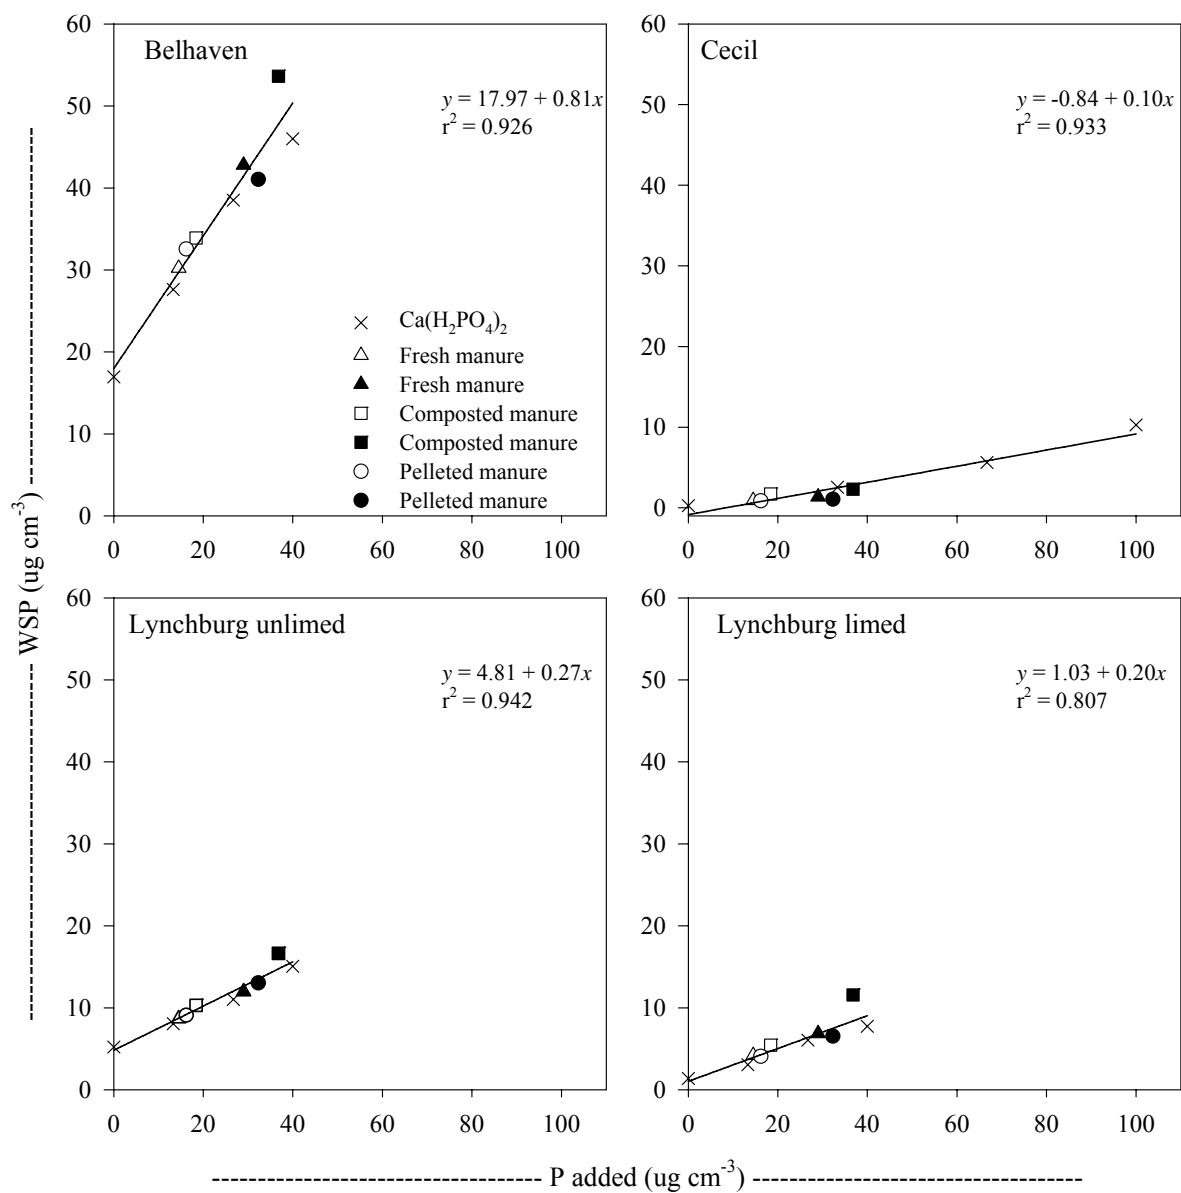 60
50
40
30
20
10
0
Belhaven
y = 17.97 + 0.81x
r² = 0.926
Ca(H₂PO₄)₂
Fresh manure
Fresh manure
Composted manure
Composted manure
Pelleted manure
Pelleted manure
0 20 40 60 80 100
60
50
40
30
20
10
0
Cecil
y = -0.84 + 0.10x
r² = 0.933
0 20 40 60 80 100
60
50
40
30
20
10
0
Lynchburg unlimed
y = 4.81 + 0.27x
r² = 0.942
0 20 40 60 80 100
60
50
40
30
20
10
0
Lynchburg limed
y = 1.03 + 0.20x
r² = 0.807
0 20 40 60 80 100
WSP (ug cm⁻³)
P added (ug cm⁻³)